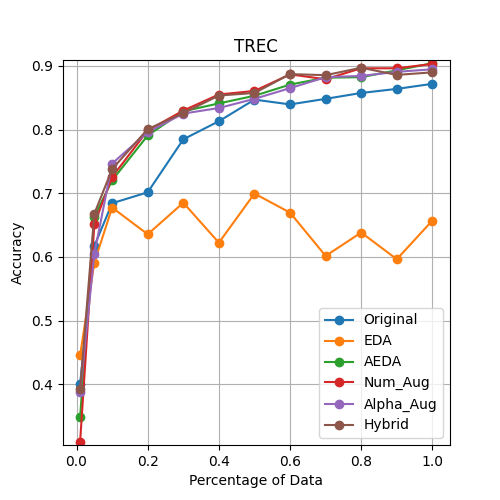 TREC
Accuracy
0.9
0.8
0.7
0.6
0.5
0.4
Original
EDA
AEDA
Num_Aug
Alpha_Aug
Hybrid
0.0 0.2 0.4 0.6 0.8 1.0
Percentage of Data